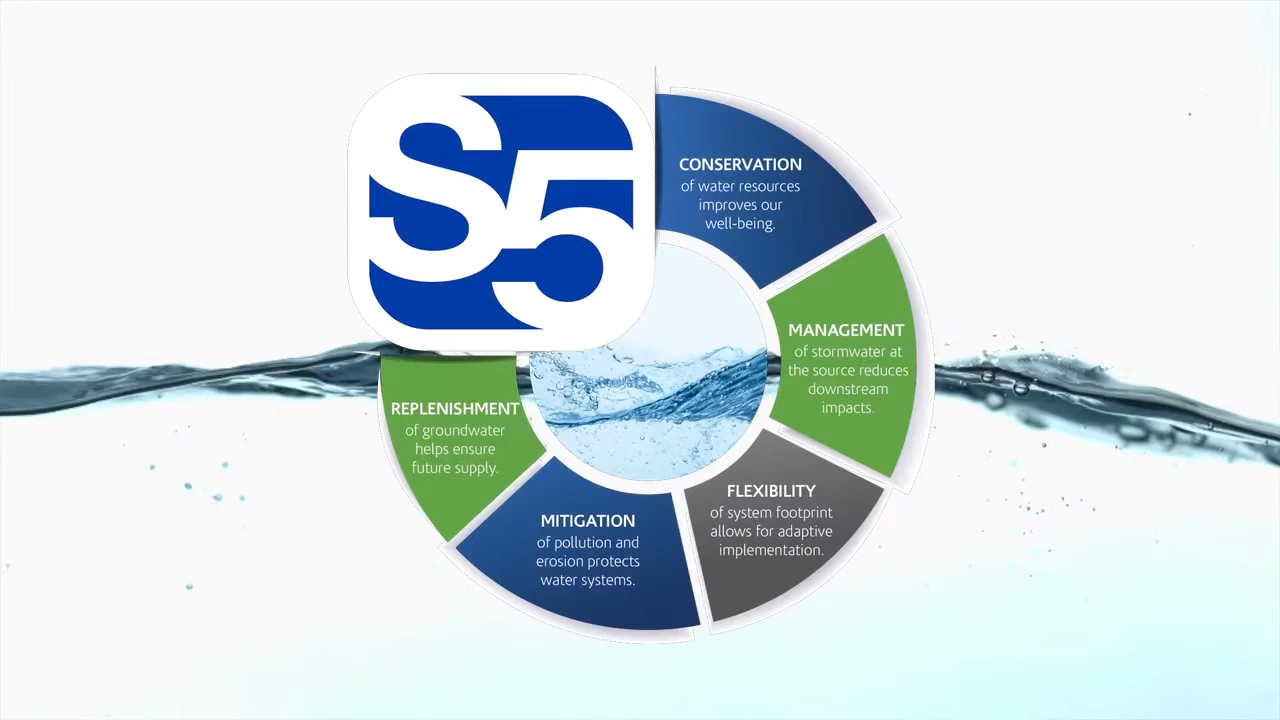 S5
CONSERVATION
of water resources
improves our
well-being.
MANAGEMENT
of stormwater at
the source reduces
downstream
impacts.
FLEXIBILITY
of system footprint
allows for adaptive
implementation.
MITIGATION
of pollution and
erosion protects
water systems.
REPLENISHMENT
of groundwater
helps ensure
future supply.